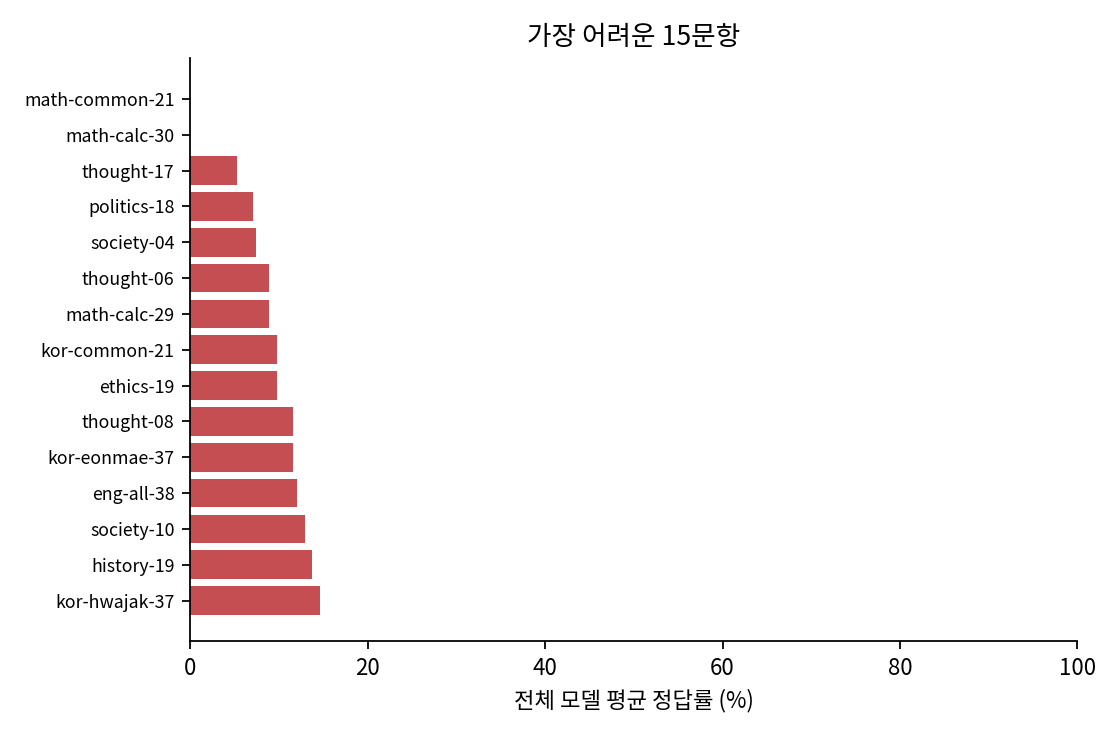 가장 어려운 15문항
math-common-21
math-calc-30
thought-17
politics-18
society-04
thought-06
math-calc-29
kor-common-21
ethics-19
thought-08
kor-eonmae-37
eng-all-38
society-10
history-19
kor-hwajak-37
0 20 40 60 80 100
전체 모델 평균 정답률 (%)